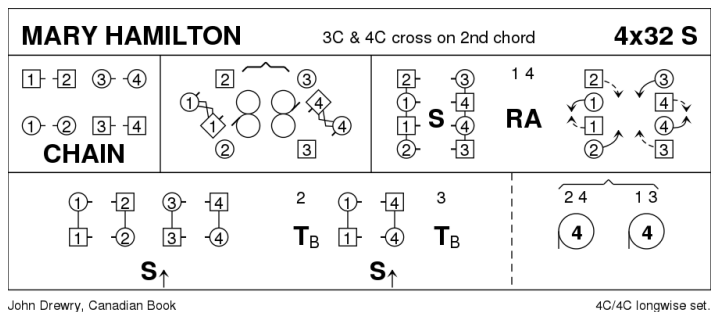 MARY HAMILTON 3C & 4C cross on 2nd chord 4x32 S
1 2 3 4
1 2 3 4
CHAIN
2 3
1 4
1 4
2 3
2 3 1 4 2 3
1 4 1 4
S RA
1 4 1 4
2 3 2 3
1 2 3 4 2 1 4 3
1 2 3 4 TB 1 4 TB
S S
2 4 1 3
4 4
John Drewry, Canadian Book 4C/4C longwise set.